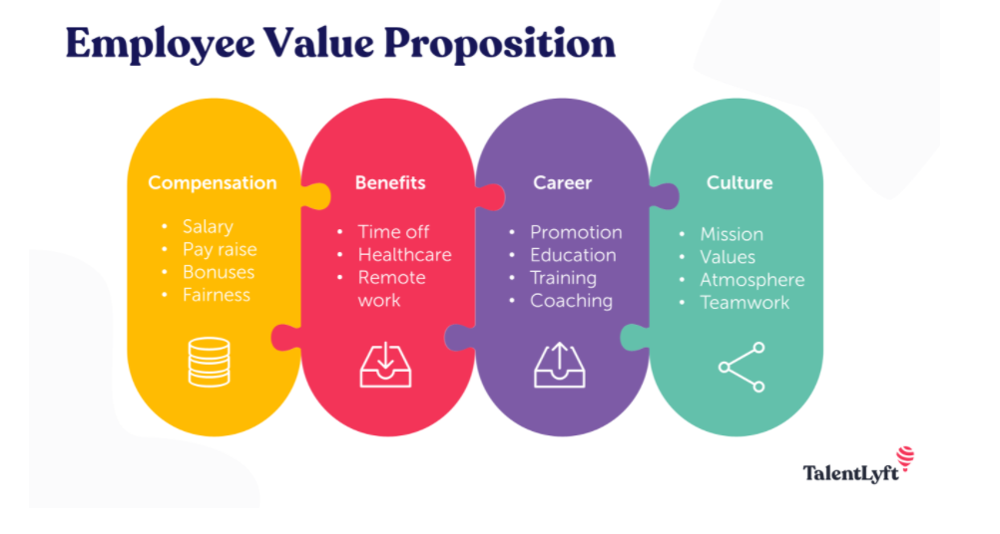 Employee Value Proposition
Compensation
• Salary
• Pay raise
• Bonuses
• Fairness
Benefits
• Time off
• Healthcare
• Remote
work
Career
• Promotion
• Education
• Training
• Coaching
Culture
• Mission
• Values
• Atmosphere
• Teamwork
TalentLyft